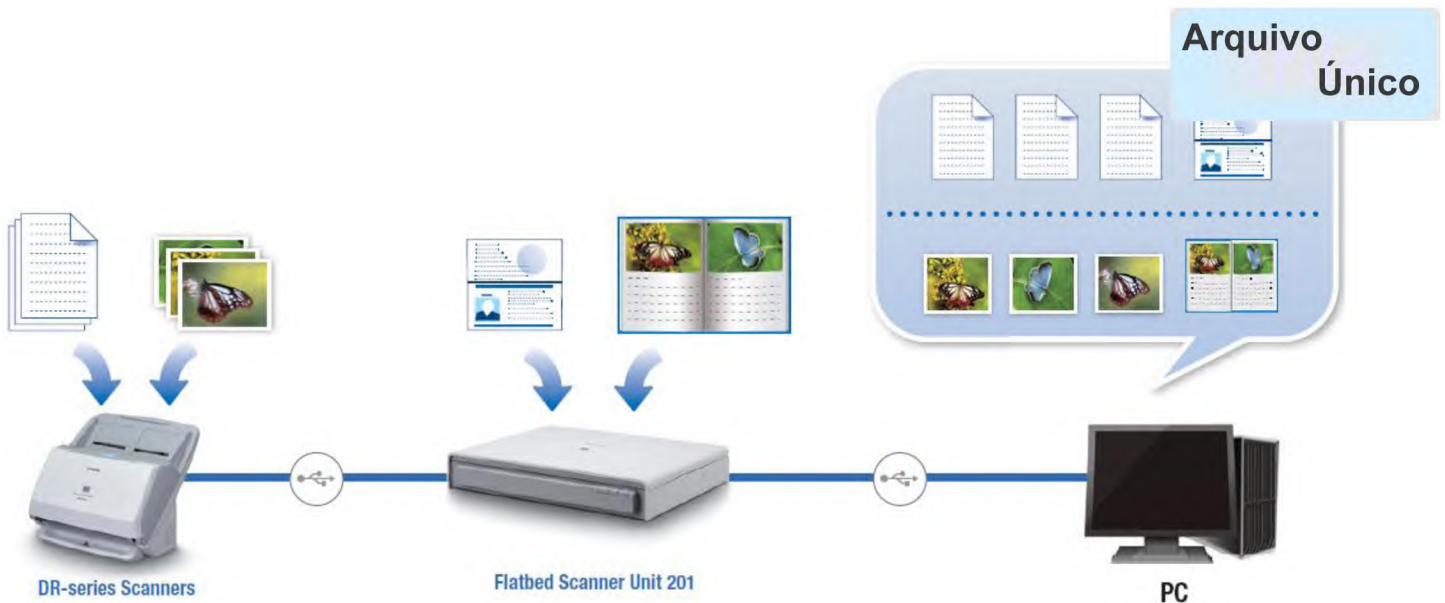 Arquivo
Único
DR-series Scanners
Flatbed Scanner Unit 201
PC